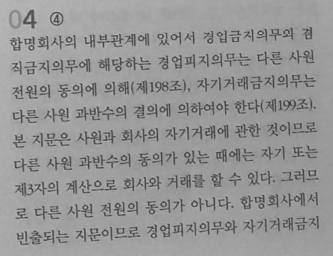 04 ④
합명회사의 내부관계에 있어서 경업금지의무와 겸
직금지의무에 해당하는 경업피지의무는 다른 사원
전원의 동의에 의해(제198조), 자기거래금지의무는
다른 사원 과반수의 결의에 의하여야 한다(제199조).
본 지문은 사원과 회사의 자기거래에 관한 것이므로
다른 사원 과반수의 동의가 있는 때에는 자기 또는
제3자의 계산으로 회사와 거래를 할 수 있다. 그러므
로 다른 사원 전원의 동의가 아니다. 합명회사에서
빈출되는 지문이므로 경업피지의무와 자기거래금지